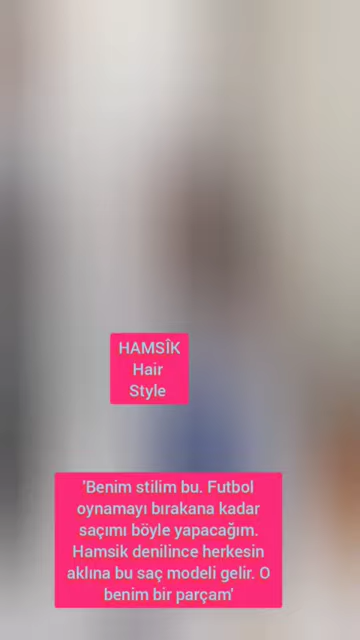 HAMSÎK
Hair
Style
'Benim stilim bu. Futbol
oynamayı bırakana kadar
saçımı böyle yapacağım.
Hamsik denilince herkesin
aklına bu saç modeli gelir. O
benim bir parçam'